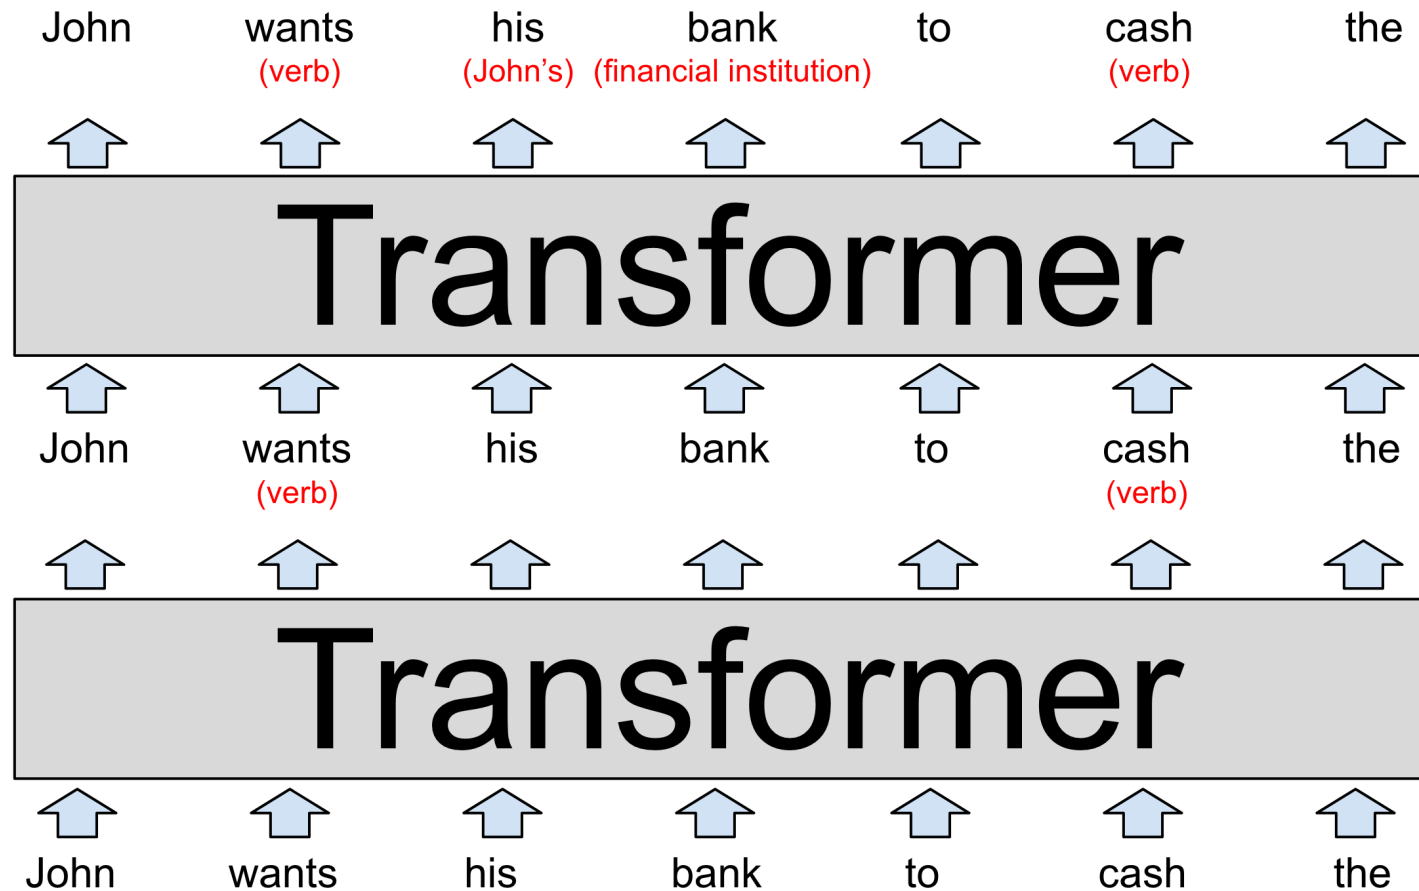 John wants his bank to cash the
(verb) (John's) (financial institution) (verb)
Transformer
John wants his bank to cash the
(verb) (verb)
Transformer
John wants his bank to cash the